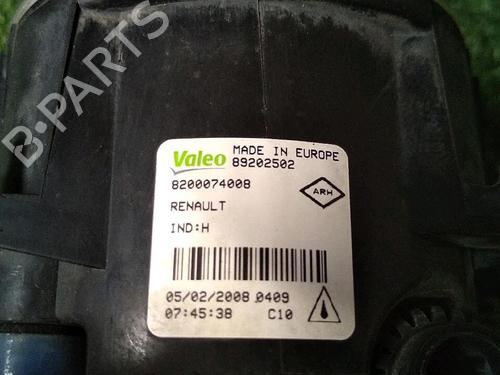 B-PARTS
Valeo MADE IN EUROPE
89202502
8200074008
RENAULT
ARH
IND:H
05/02/2008 0409
07:45:38 C10